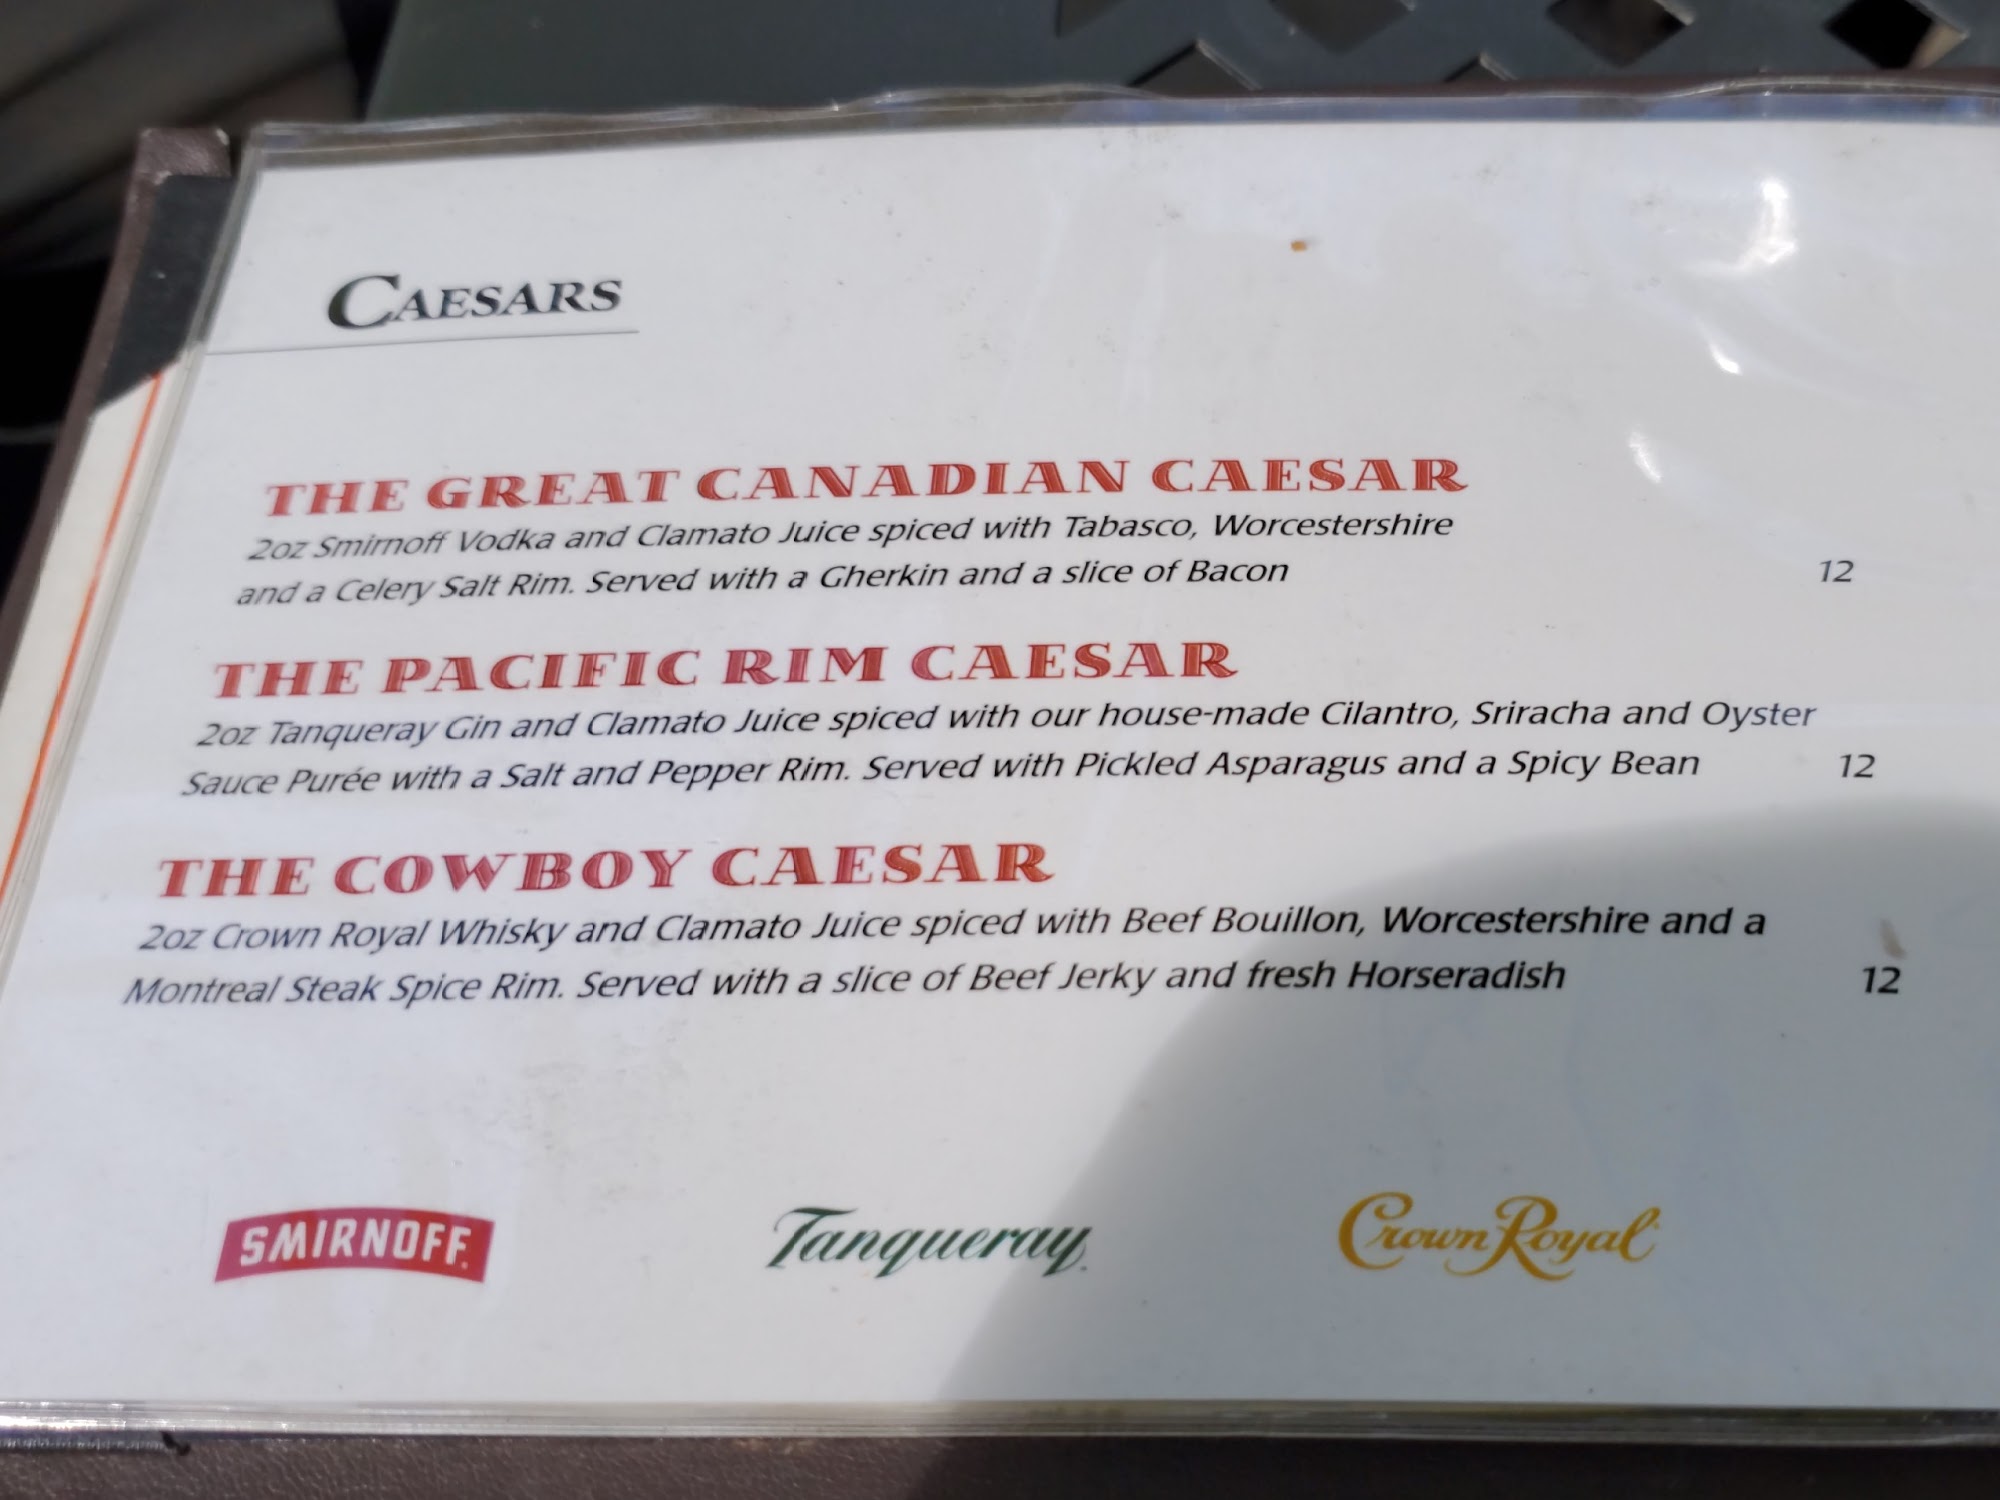 CAESARS
THE GREAT CANADIAN CAESAR
2oz Smirnoff Vodka and Clamato Juice spiced with Tabasco, Worcestershire
and a Celery Salt Rim. Served with a Gherkin and a slice of Bacon 12
THE PACIFIC RIM CAESAR
2oz Tanqueray Gin and Clamato Juice spiced with our house-made Cilantro, Sriracha and Oyster
Sauce Purée with a Salt and Pepper Rim. Served with Pickled Asparagus and a Spicy Bean 12
THE COWBOY CAESAR
2oz Crown Royal Whisky and Clamato Juice spiced with Beef Bouillon, Worcestershire and a
Montreal Steak Spice Rim. Served with a slice of Beef Jerky and fresh Horseradish 12
SMIRNOFF Tanqueray Crown Royal